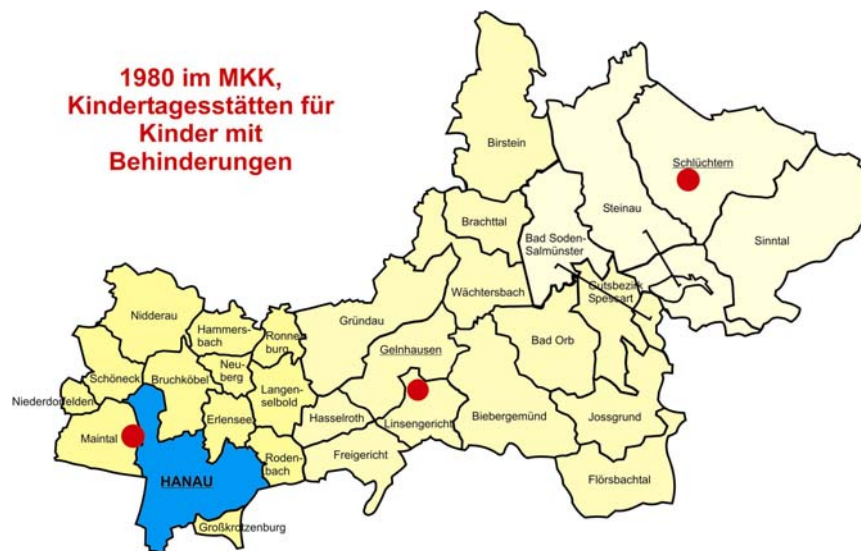 1980 im MKK,
Kindertagesstätten für
Kinder mit
Behinderungen
Birstein
Schlüchtern
Steinau
Brachttal
Bad Soden-
Salmünster
Sinntal
Gutsbezirk
Spessart
Wächtersbach
Nidderau
Hammers-
bach
Ronne
burg
Gründau
Bad Orb
Gelnhausen
Schöneck
Bruchköbel
Neu-
berg
Langen-
selbold
Niederdorfelden
Erlensee
Hasselroth
Linsengericht
Biebergemünd
Jossgrund
Maintal
Roden-
bach
Freigericht
Flörsbachtal
HANAU
Großkrotzenburg